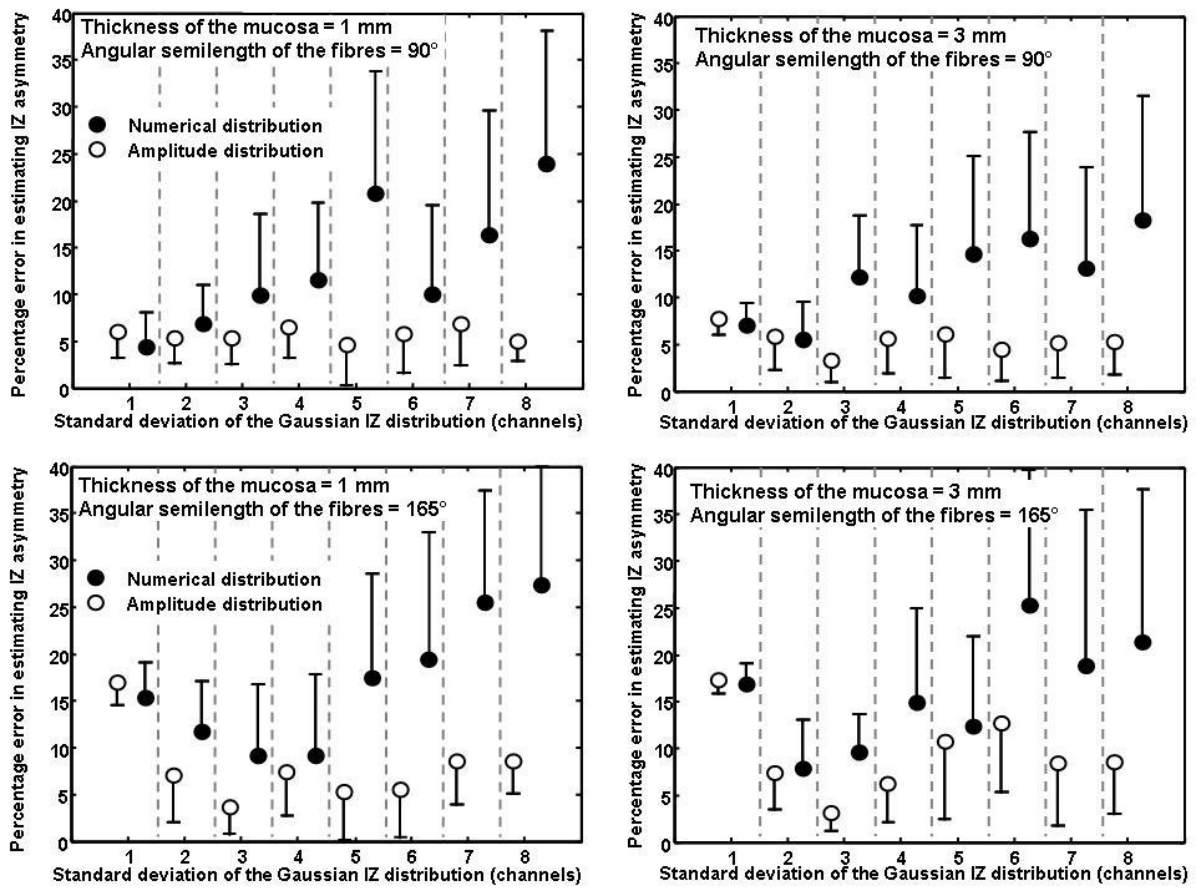 Percentage error in estimating IZ asymmetry
40
35
30
25
20
15
10
5
0
Thickness of the mucosa = 1 mm
Angular semilength of the fibres = 90°
Numerical distribution
Amplitude distribution
1 2 3 4 5 6 7 8
Standard deviation of the Gaussian IZ distribution (channels)
Percentage error in estimating IZ asymmetry
40
35
30
25
20
15
10
5
0
Thickness of the mucosa = 3 mm
Angular semilength of the fibres = 90°
1 2 3 4 5 6 7 8
Standard deviation of the Gaussian IZ distribution (channels)
Percentage error in estimating IZ asymmetry
40
35
30
25
20
15
10
5
0
Thickness of the mucosa = 1 mm
Angular semilength of the fibres = 165°
Numerical distribution
Amplitude distribution
1 2 3 4 5 6 7 8
Standard deviation of the Gaussian IZ distribution (channels)
Percentage error in estimating IZ asymmetry
40
35
30
25
20
15
10
5
0
Thickness of the mucosa = 3 mm
Angular semilength of the fibres = 165°
1 2 3 4 5 6 7 8
Standard deviation of the Gaussian IZ distribution (channels)